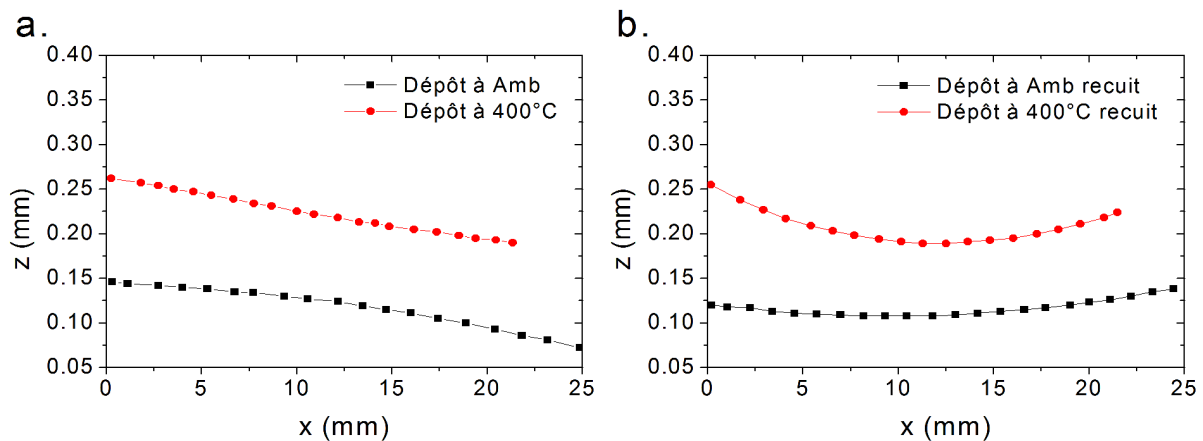 a.
0.40
0.35
0.30
0.25
0.20
0.15
0.10
0.05
z (mm)
Dépôt à Amb
Dépôt à 400°C
0 5 10 15 20 25
x (mm)
b.
0.40
0.35
0.30
0.25
0.20
0.15
0.10
0.05
z (mm)
Dépôt à Amb recuit
Dépôt à 400°C recuit
0 5 10 15 20 25
x (mm)